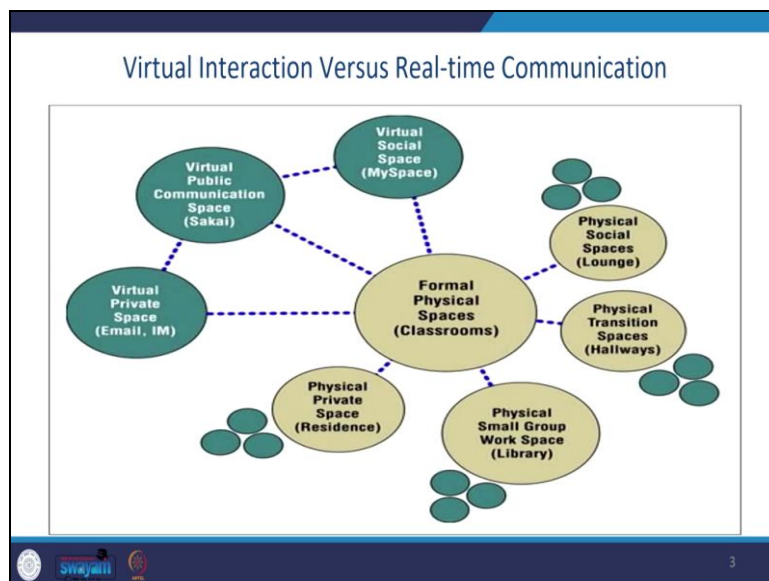 Virtual Interaction Versus Real-time Communication
Virtual
Social
Space
(MySpace)
Virtual
Public
Communication
Space
(Sakai)
Physical
Social
Spaces
(Lounge)
Virtual
Private
Space
(Email, IM)
Formal
Physical
Spaces
(Classrooms)
Physical
Transition
Spaces
(Hallways)
Physical
Private
Space
(Residence)
Physical
Small Group
Work Space
(Library)
swayam
3